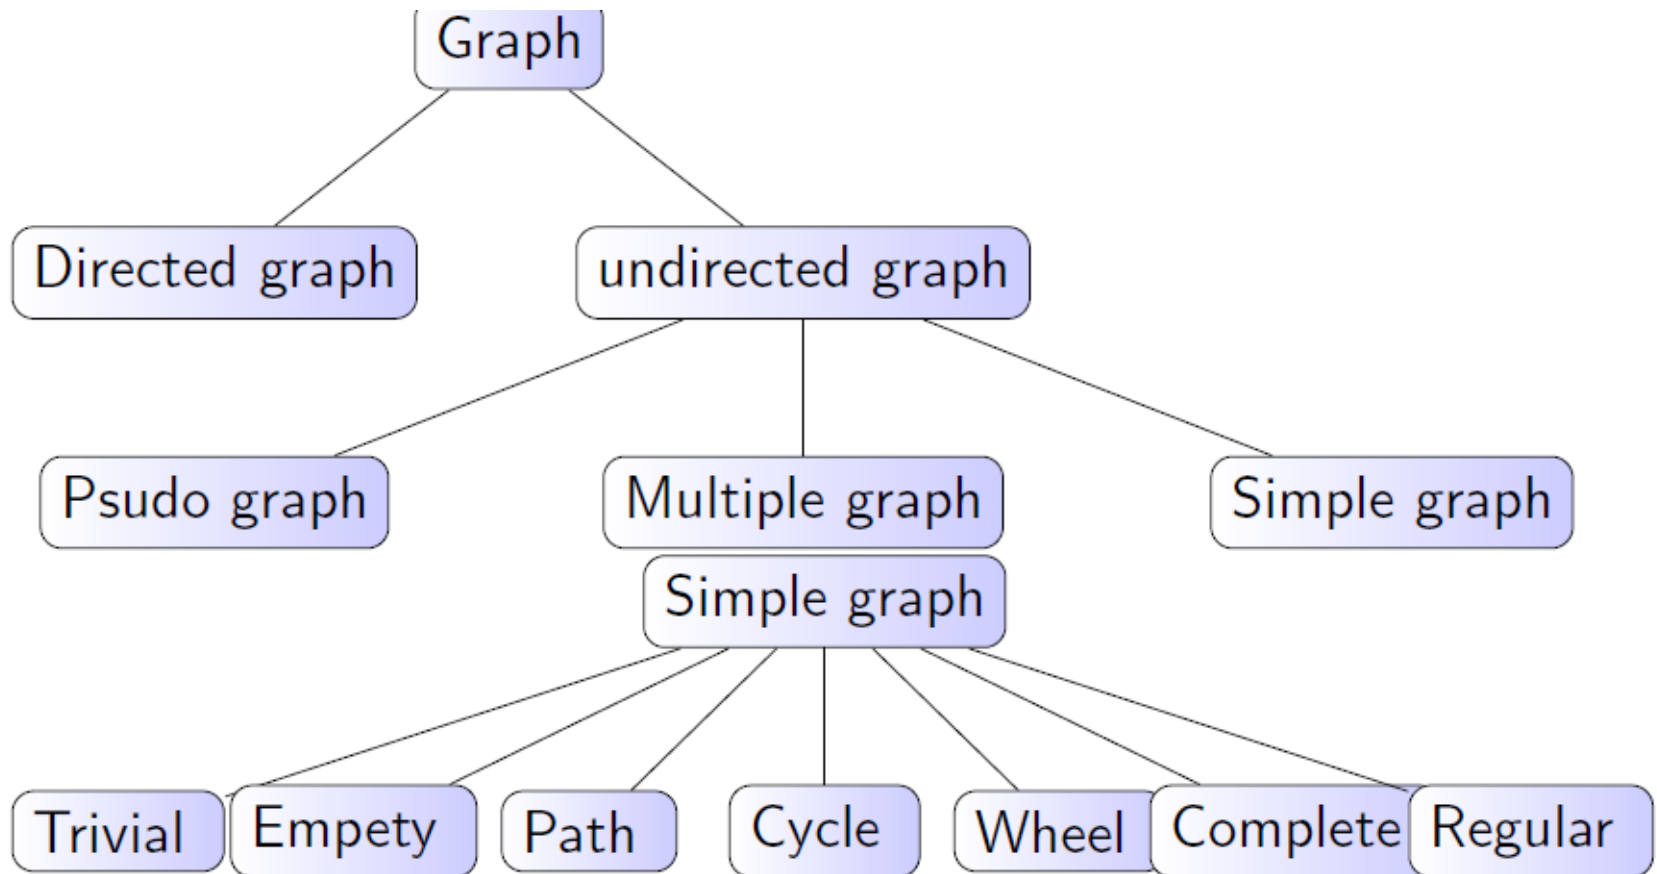 Graph
Directed graph
undirected graph
Psudo graph
Multiple graph
Simple graph
Simple graph
Trivial
Empety
Path
Cycle
Wheel
Complete
Regular